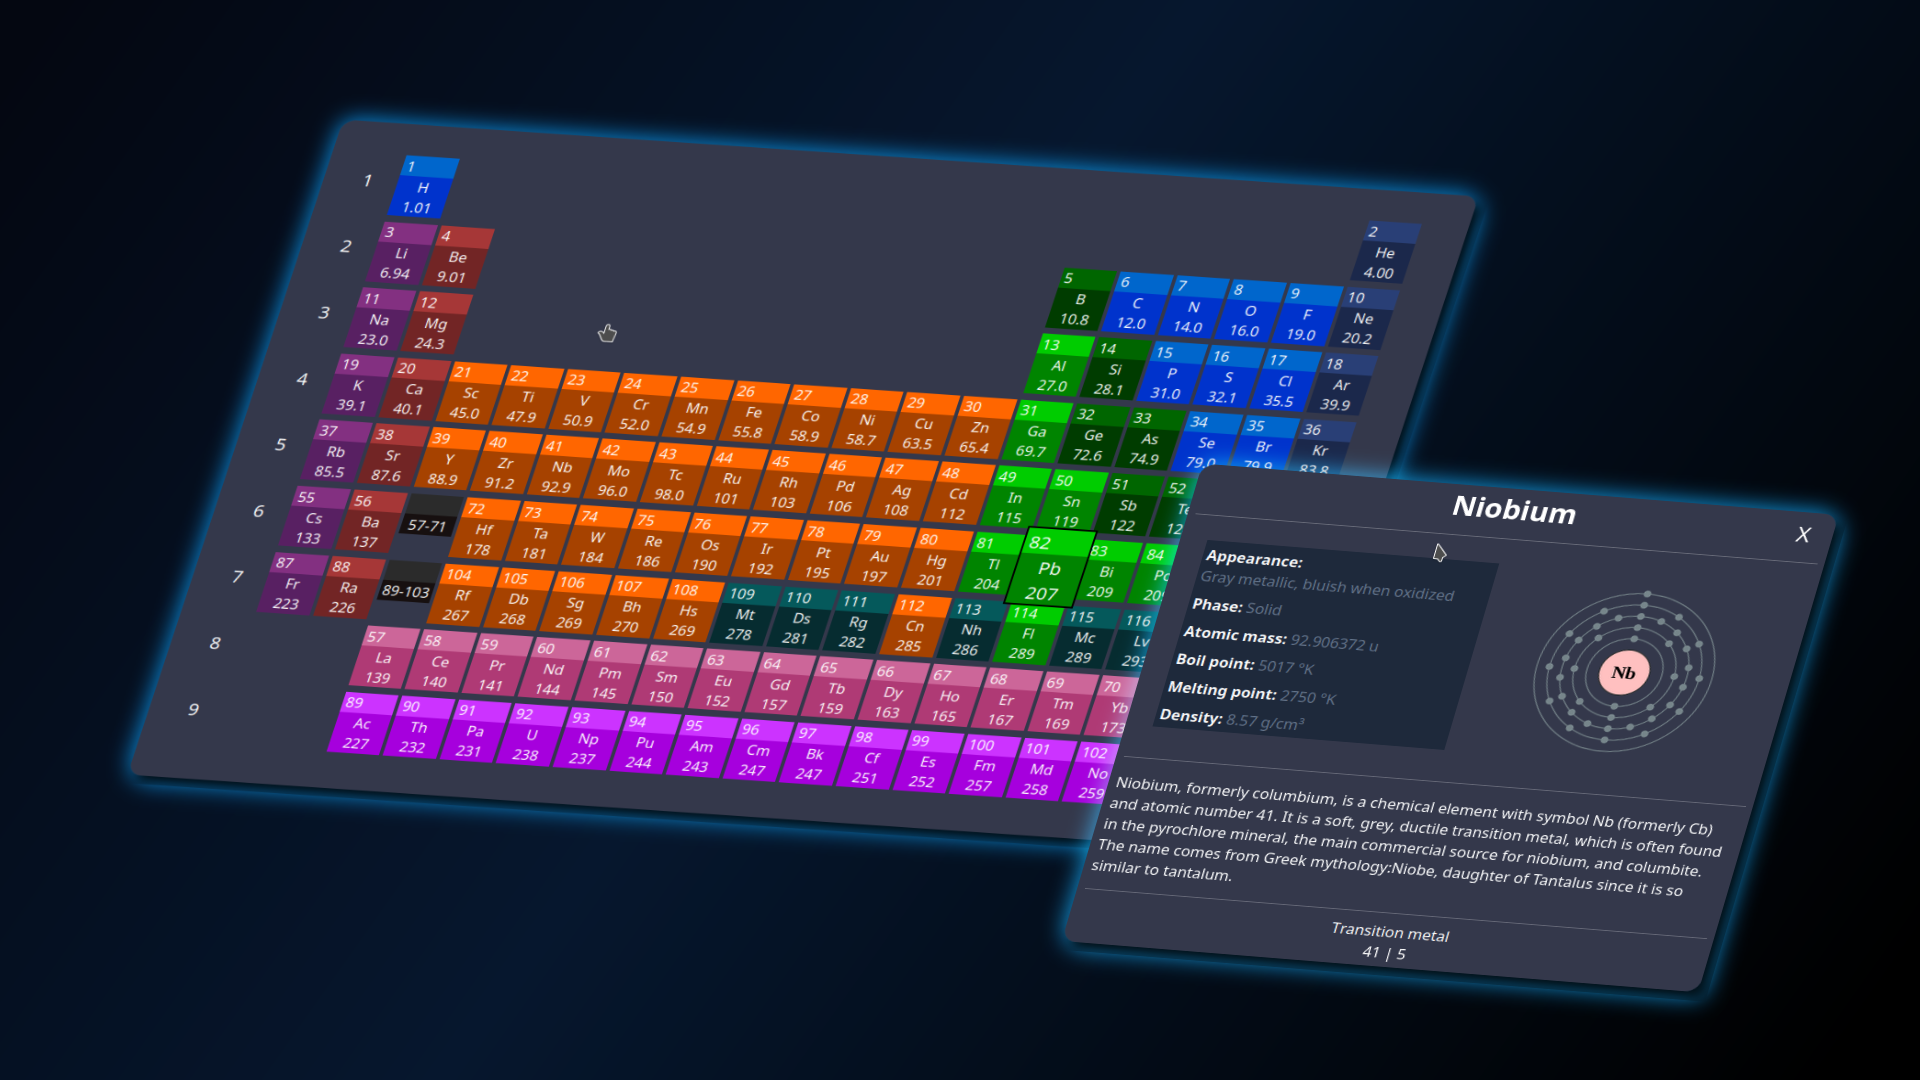 1
1
H
1.01
2
He
4.00
2
3
Li
6.94
4
Be
9.01
5
B
10.8
6
C
12.0
7
N
14.0
8
O
16.0
9
F
19.0
10
Ne
20.2
3
11
Na
23.0
12
Mg
24.3
13
Al
27.0
14
Si
28.1
15
P
31.0
16
S
32.1
17
Cl
35.5
18
Ar
39.9
4
19
K
39.1
20
Ca
40.1
21
Sc
45.0
22
Ti
47.9
23
V
50.9
24
Cr
52.0
25
Mn
54.9
26
Fe
55.8
27
Co
58.9
28
Ni
58.7
29
Cu
63.5
30
Zn
65.4
31
Ga
69.7
32
Ge
72.6
33
As
74.9
34
Se
79.0
35
Br
79.9
36
Kr
83.8
5
37
Rb
85.5
38
Sr
87.6
39
Y
88.9
40
Zr
91.2
41
Nb
92.9
42
Mo
96.0
43
Tc
98.0
44
Ru
101
45
Rh
103
46
Pd
106
47
Ag
108
48
Cd
112
49
In
115
50
Sn
119
51
Sb
122
52
6
55
Cs
133
56
Ba
137
57-71
72
Hf
178
73
Ta
181
74
W
184
75
Re
186
76
Os
190
77
Ir
192
78
Pt
195
79
Au
197
80
Hg
201
81
Tl
204
82
Pb
207
83
Bi
209
84
7
87
Fr
223
88
Ra
226
89-103
104
Rf
267
105
Db
268
106
Sg
269
107
Bh
270
108
Hs
269
109
Mt
278
110
Ds
281
111
Rg
282
112
Cn
285
113
Nh
286
114
Fl
289
115
Mc
289
116
Lv
293
8
57
La
139
58
Ce
140
59
Pr
141
60
Nd
144
61
Pm
145
62
Sm
150
63
Eu
152
64
Gd
157
65
Tb
159
66
Dy
163
67
Ho
165
68
Er
167
69
Tm
169
70
Yb
173
9
89
Ac
227
90
Th
232
91
Pa
231
92
U
238
93
Np
237
94
Pu
244
95
Am
243
96
Cm
247
97
Bk
247
98
Cf
251
99
Es
252
100
Fm
257
101
Md
258
102
No
259
Niobium
X
Appearance:
Gray metallic, bluish when oxidized
Phase: Solid
Atomic mass: 92.906372 u
Boil point: 5017 °K
Melting point: 2750 °K
Density: 8.57 g/cm³
Nb
Niobium, formerly columbium, is a chemical element with symbol Nb (formerly Cb)
and atomic number 41. It is a soft, grey, ductile transition metal, which is often found
in the pyrochlore mineral, the main commercial source for niobium, and columbite.
The name comes from Greek mythology:Niobe, daughter of Tantalus since it is so
similar to tantalum.
Transition metal
41 | 5